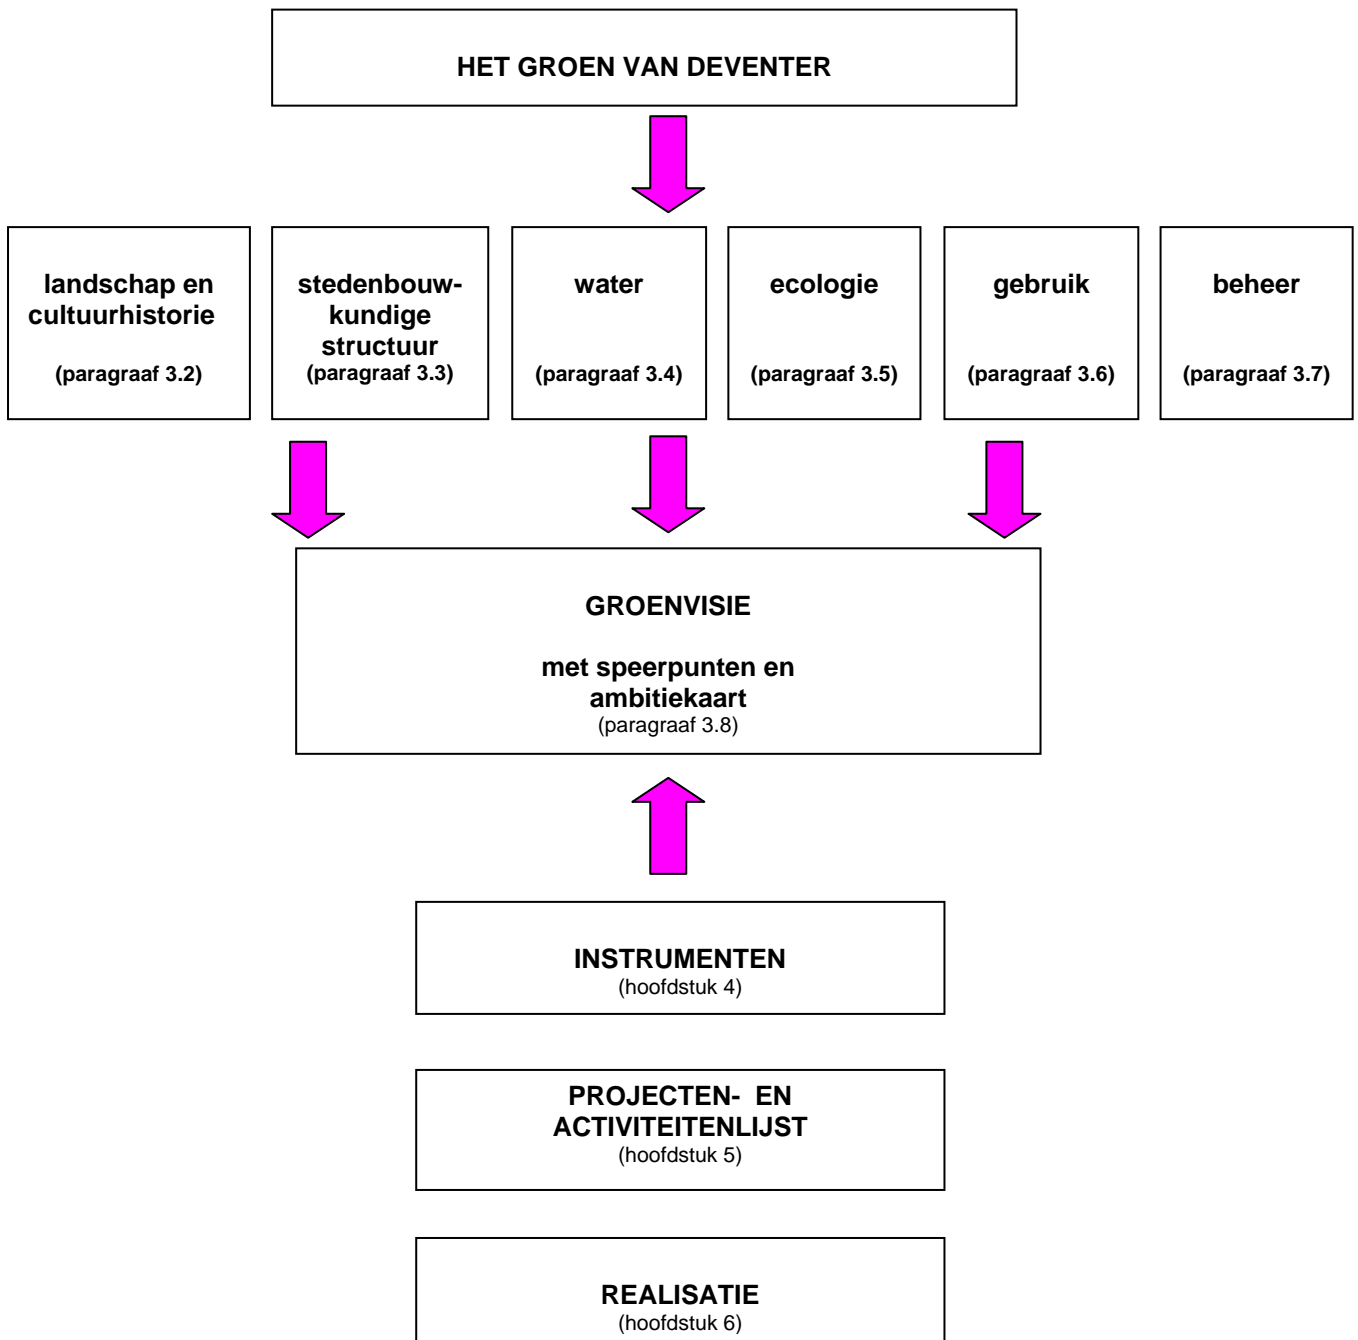 HET GROEN VAN DEVENTER
landschap en
cultuurhistorie
(paragraaf 3.2)
stedenbouw-
kundige
structuur
(paragraaf 3.3)
water
(paragraaf 3.4)
ecologie
(paragraaf 3.5)
gebruik
(paragraaf 3.6)
beheer
(paragraaf 3.7)
GROENVISIE
met speerpunten en
ambitiekaart
(paragraaf 3.8)
INSTRUMENTEN
(hoofdstuk 4)
PROJECTEN- EN
ACTIVITEITENLIJST
(hoofdstuk 5)
REALISATIE
(hoofdstuk 6)